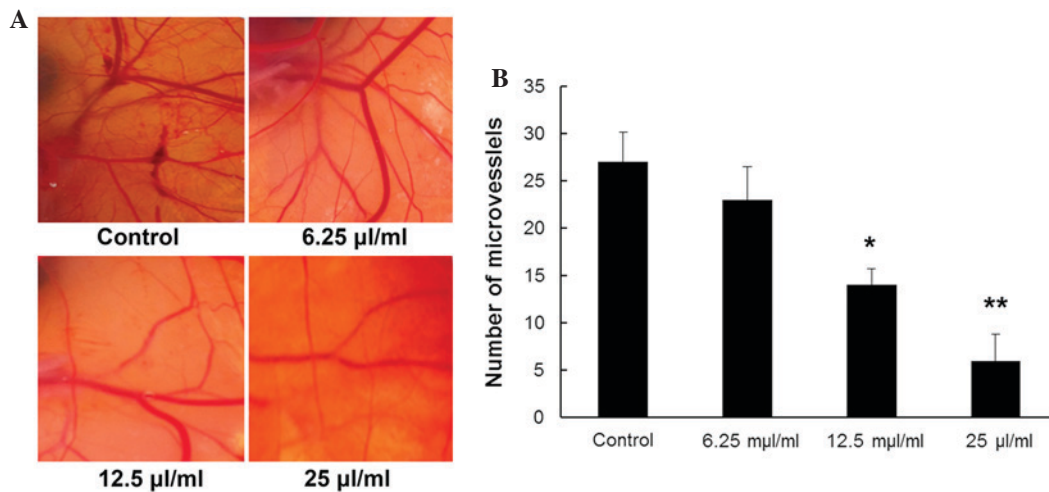 A
Control
6.25 µl/ml
12.5 µl/ml
25 µl/ml
B
Number of microvesslels
35
30
25
20
15
10
5
0
*
**
Control
6.25 mµl/ml
12.5 mµl/ml
25 µl/ml